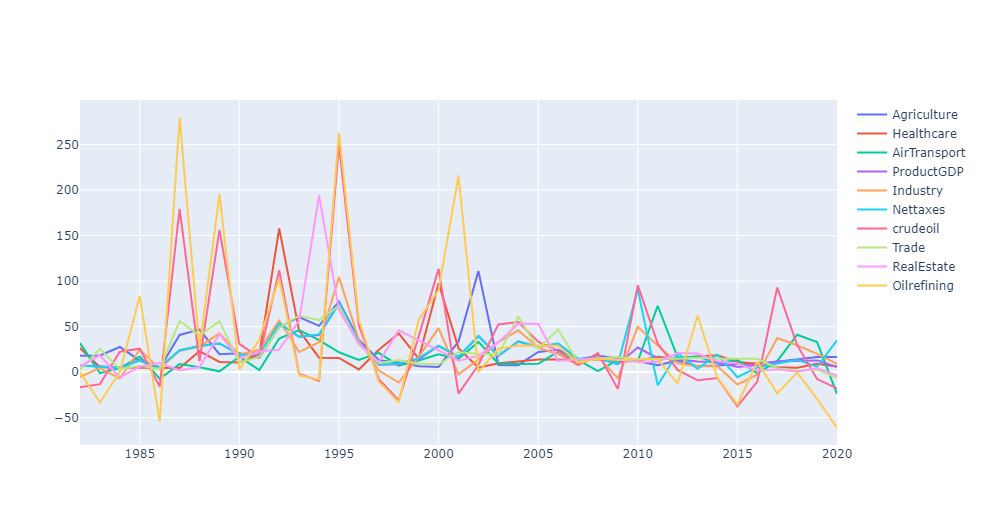 250
200
150
100
50
0
−50
1985 1990 1995 2000 2005 2010 2015 2020
Agriculture
Healthcare
AirTransport
ProductGDP
Industry
Nettaxes
crudeoil
Trade
RealEstate
Oilrefining